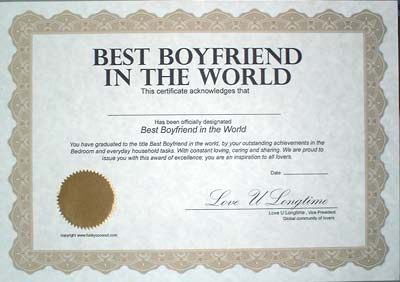 BEST BOYFRIEND
IN THE WORLD
This certificate acknowledges that
Has been officially designated
Best Boyfriend in the World
You have graduated to the title Best Boyfriend in the world, by your outstanding achievements in the
Bedroom and everyday household tasks. With constant loving, caring and sharing. We are proud to
issue you with this award of excellence; you are an inspiration to all lovers.
Date
Love U Longtime
Love U Longtime , Vice President
Global community of lovers
copyright www.funkycoconut.com